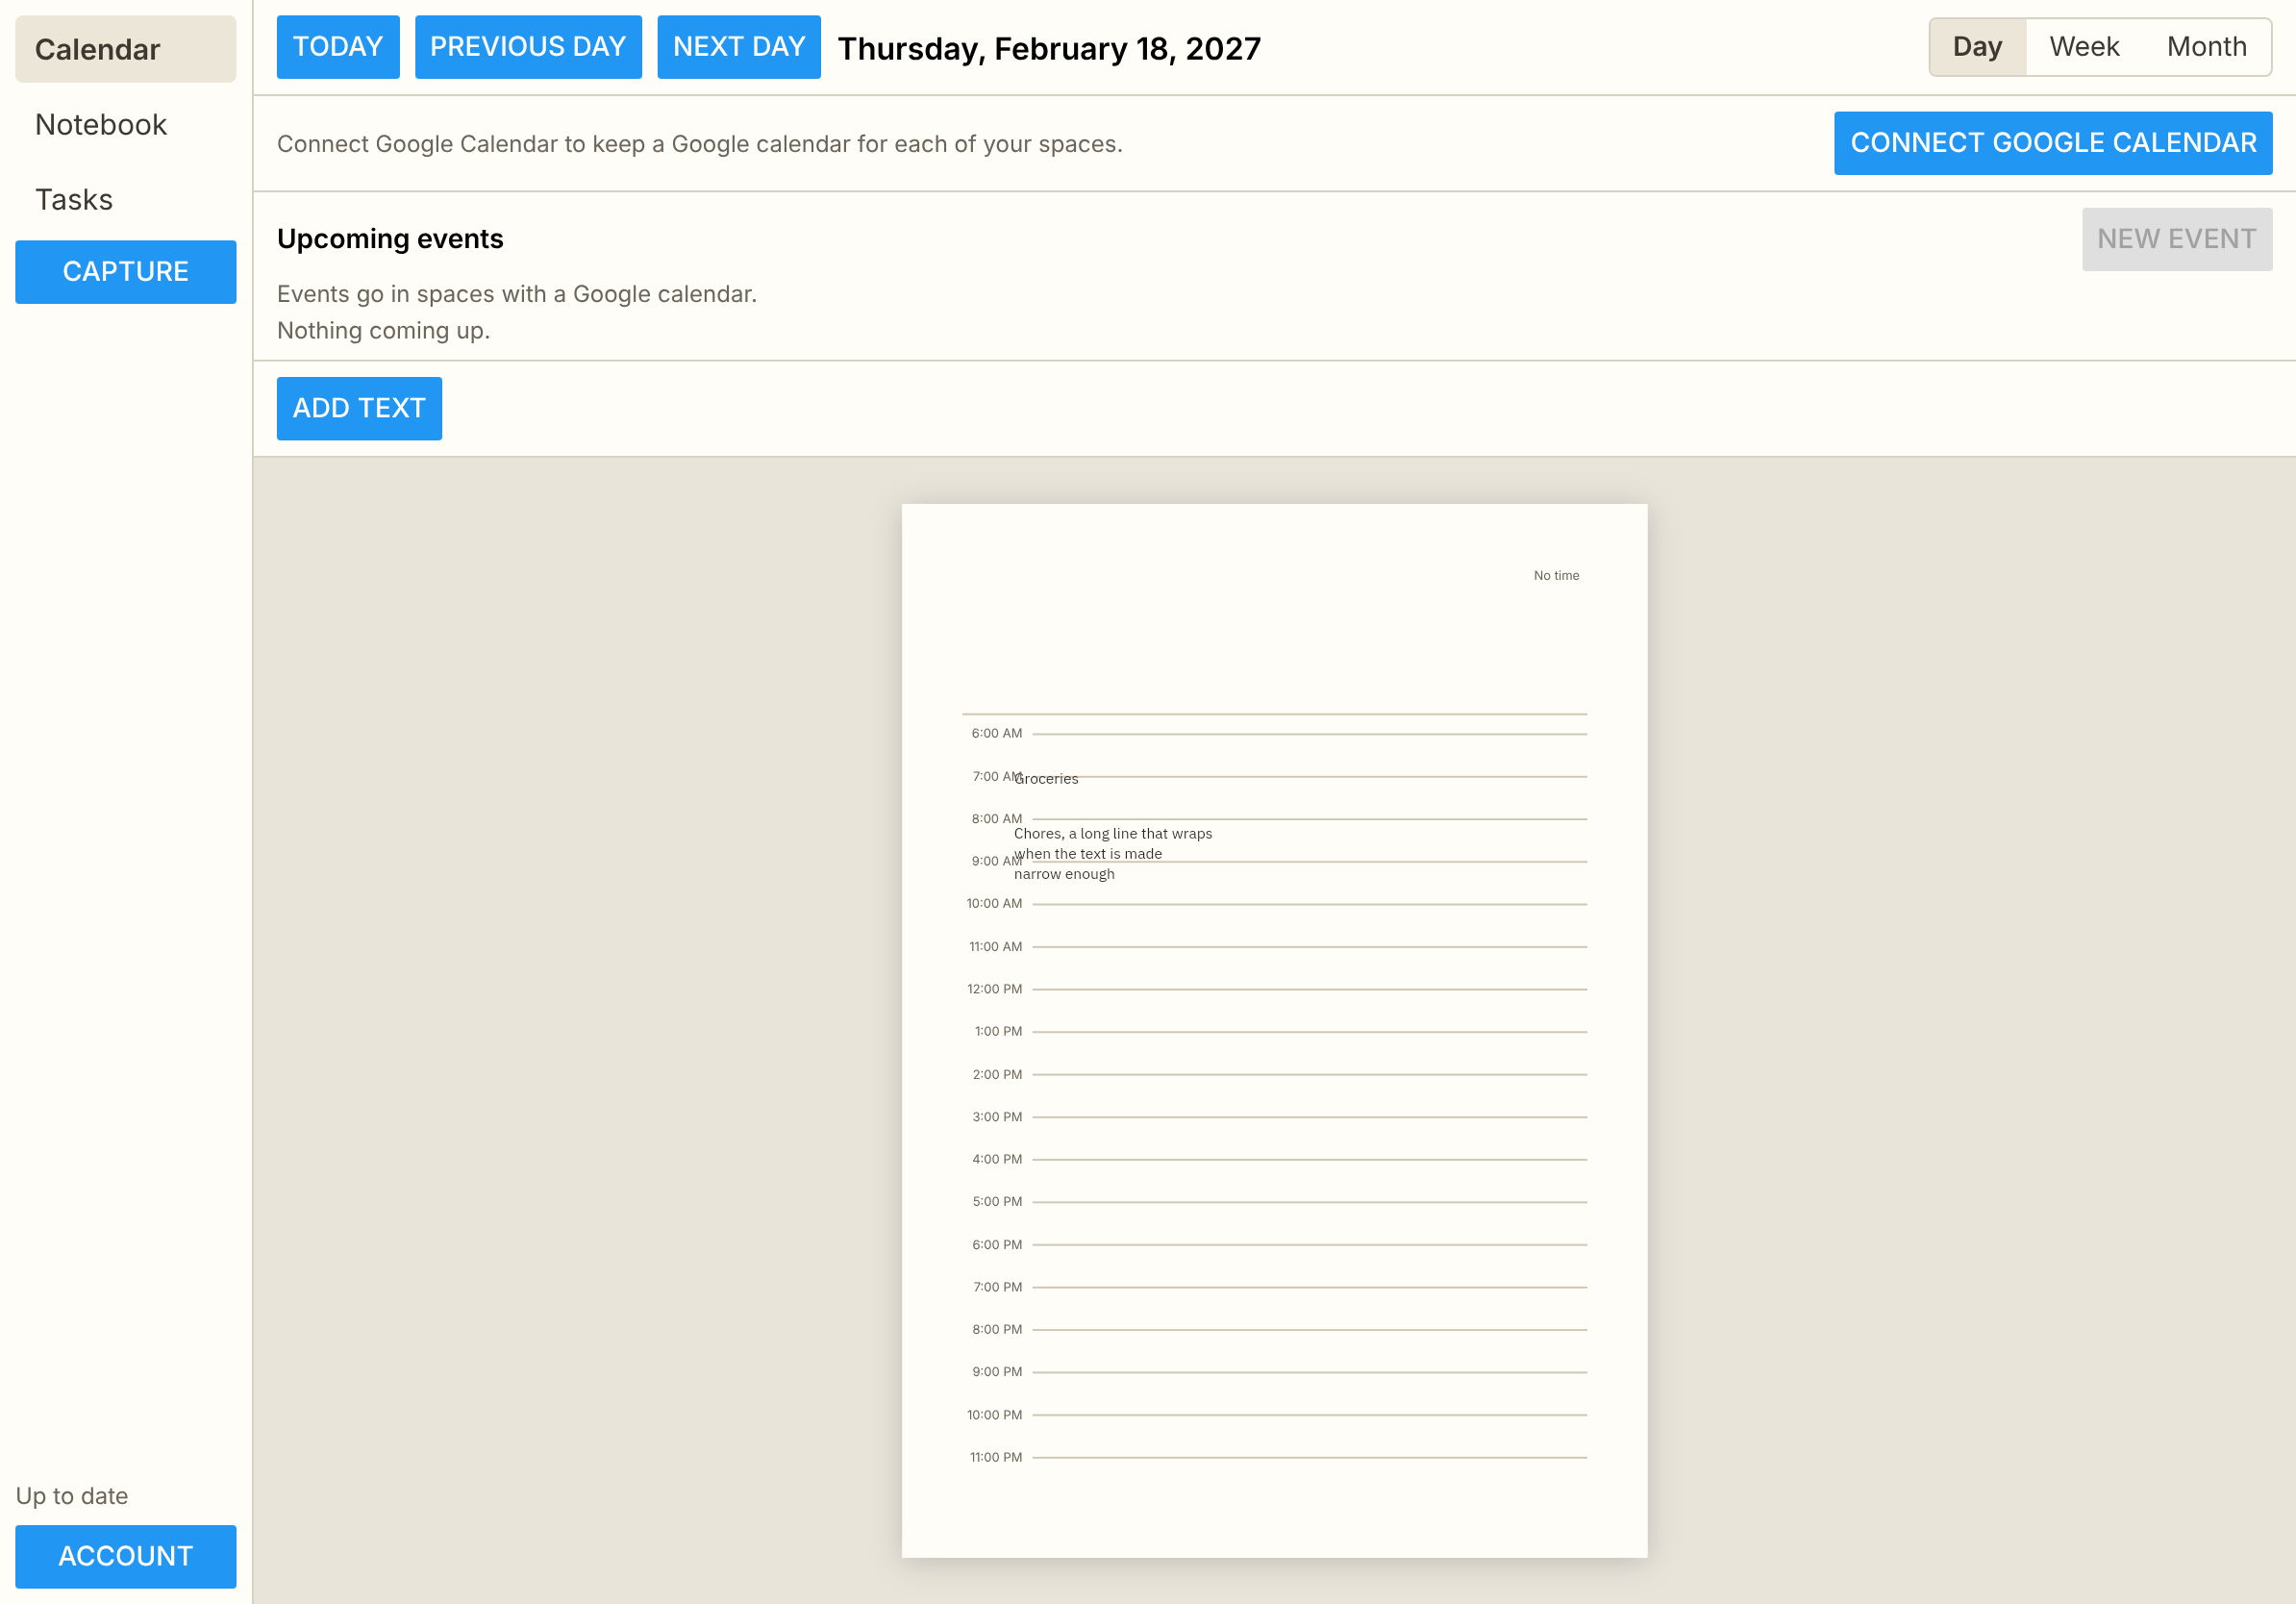 Calendar
Notebook
Tasks
CAPTURE
Up to date
ACCOUNT
TODAY PREVIOUS DAY NEXT DAY Thursday, February 18, 2027 Day Week Month
Connect Google Calendar to keep a Google calendar for each of your spaces. CONNECT GOOGLE CALENDAR
Upcoming events NEW EVENT
Events go in spaces with a Google calendar.
Nothing coming up.
ADD TEXT
No time
6:00 AM
7:00 AM Groceries
8:00 AM
Chores, a long line that wraps
when the text is made
9:00 AM
narrow enough
10:00 AM
11:00 AM
12:00 PM
1:00 PM
2:00 PM
3:00 PM
4:00 PM
5:00 PM
6:00 PM
7:00 PM
8:00 PM
9:00 PM
10:00 PM
11:00 PM